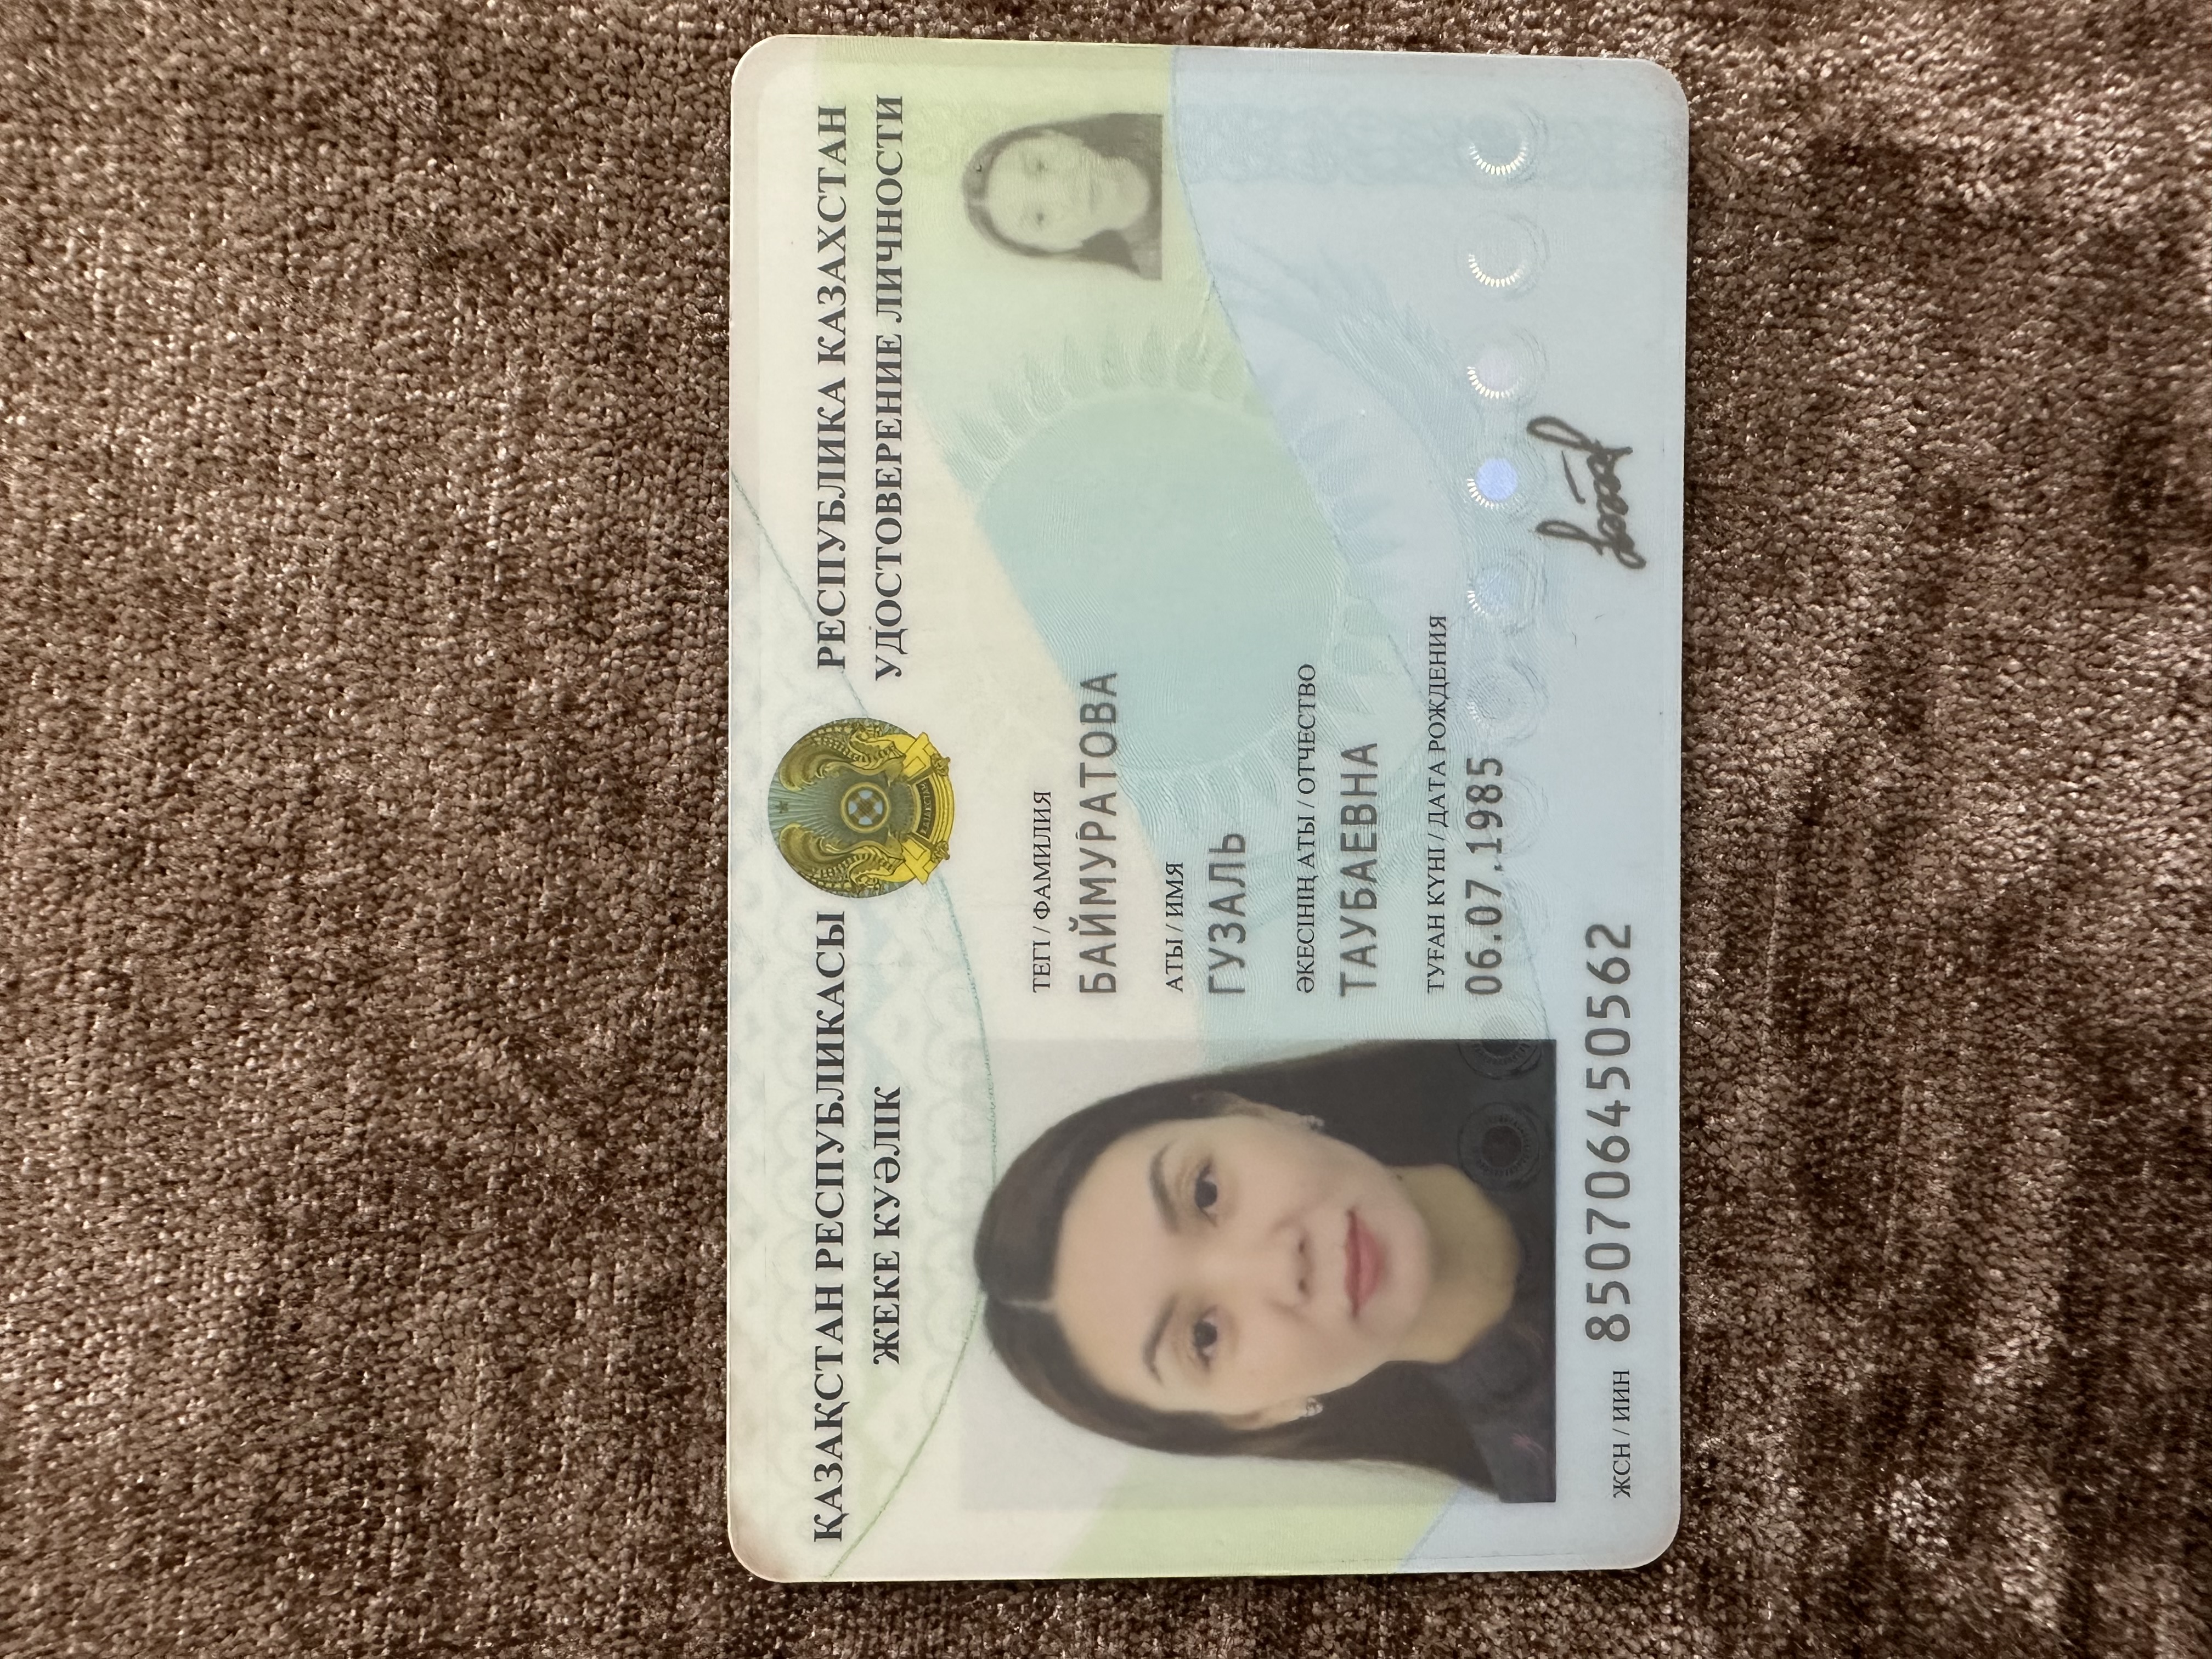 ҚАЗАҚСТАН РЕСПУБЛИКАСЫ
ЖЕКЕ КУӘЛІК
ҚАЗАҚСТАН
РЕСПУБЛИКА КАЗАХСТАН
УДОСТОВЕРЕНИЕ ЛИЧНОСТИ
ТЕГІ / ФАМИЛИЯ
БАЙМУРАТОВА
АТЫ / ИМЯ
ГУЗАЛЬ
ӘКЕСІНІҢ АТЫ / ОТЧЕСТВО
ТАУБАЕВНА
ТУҒАН КҮНІ / ДАТА РОЖДЕНИЯ
06.07.1985
ЖСН / ИИН 850706450562